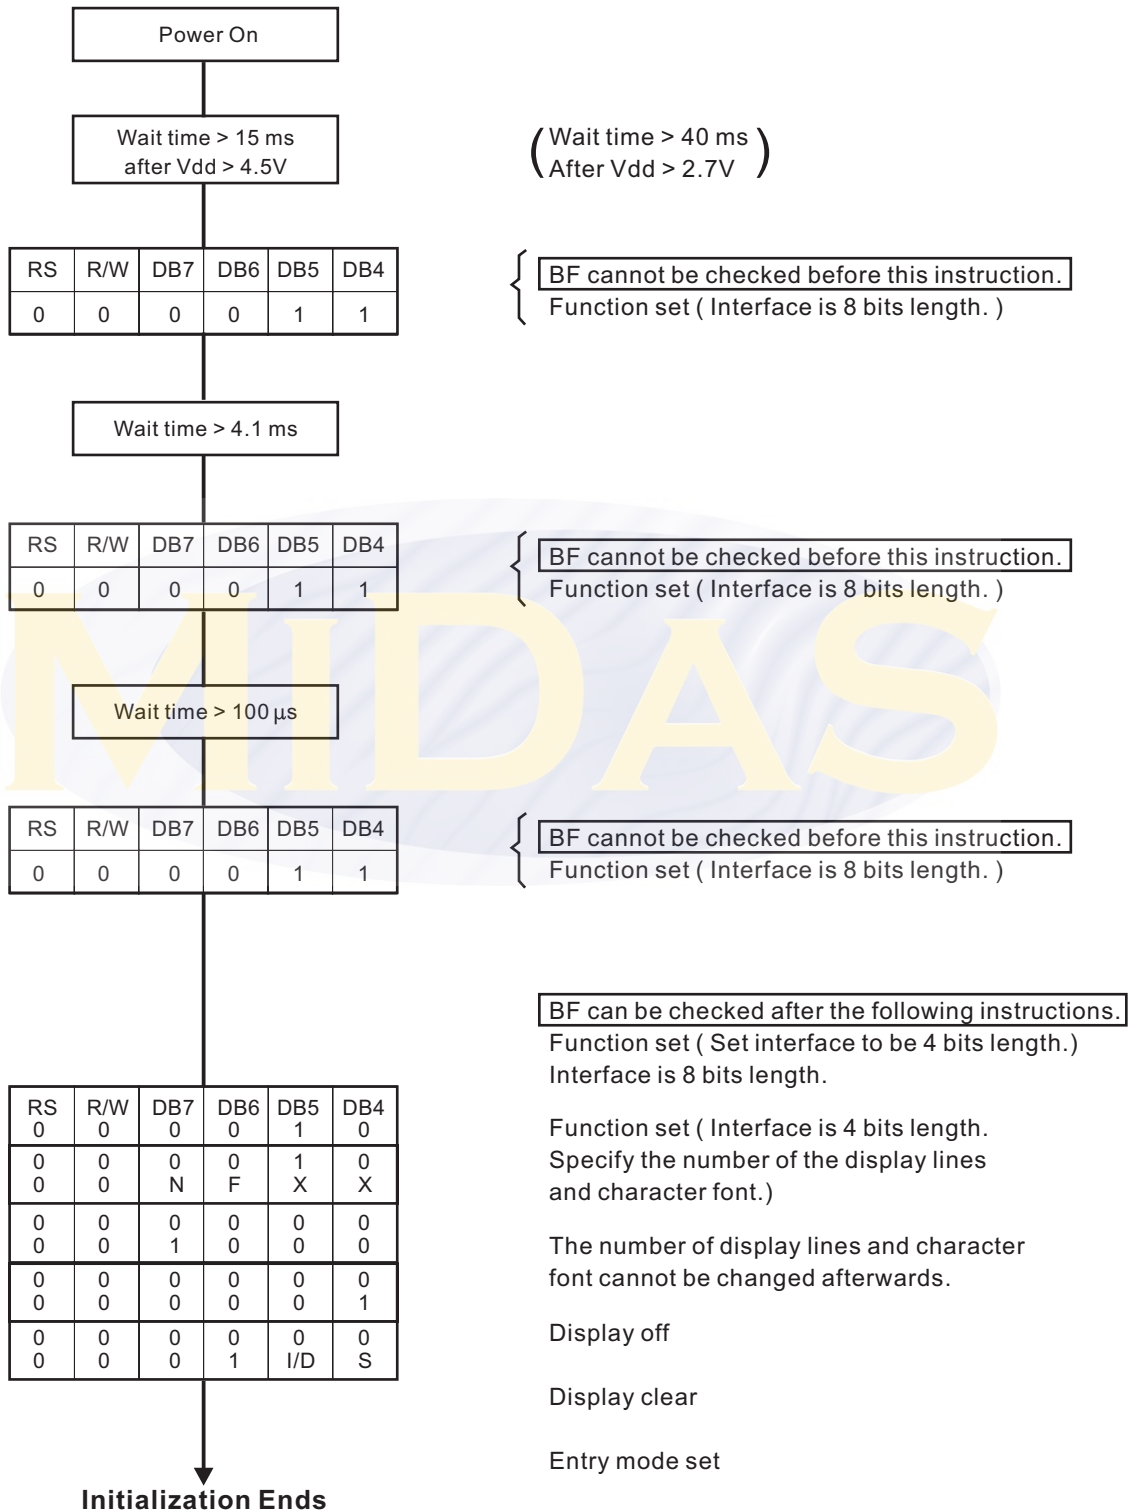 Power On
Wait time > 15 ms
after Vdd > 4.5V
(Wait time > 40 ms
After Vdd > 2.7V)
RS R/W DB7 DB6 DB5 DB4
0 0 0 0 1 1
BF cannot be checked before this instruction.
Function set ( Interface is 8 bits length. )
Wait time > 4.1 ms
RS R/W DB7 DB6 DB5 DB4
0 0 0 0 1 1
BF cannot be checked before this instruction.
Function set ( Interface is 8 bits length. )
MIDAS
Wait time > 100 μs
RS R/W DB7 DB6 DB5 DB4
0 0 0 0 1 1
BF cannot be checked before this instruction.
Function set ( Interface is 8 bits length. )
BF can be checked after the following instructions.
Function set ( Set interface to be 4 bits length.)
Interface is 8 bits length.
RS R/W DB7 DB6 DB5 DB4
0 0 0 0 1 0
0 0 0 0 1 0
0 0 N F X X
0 0 0 0 0 0
0 0 1 0 0 0
0 0 0 0 0 0
0 0 0 0 0 1
0 0 0 0 0 0
0 0 0 1 I/D S
Function set ( Interface is 4 bits length.
Specify the number of the display lines
and character font.)
The number of display lines and character
font cannot be changed afterwards.
Display off
Display clear
Entry mode set
Initialization Ends